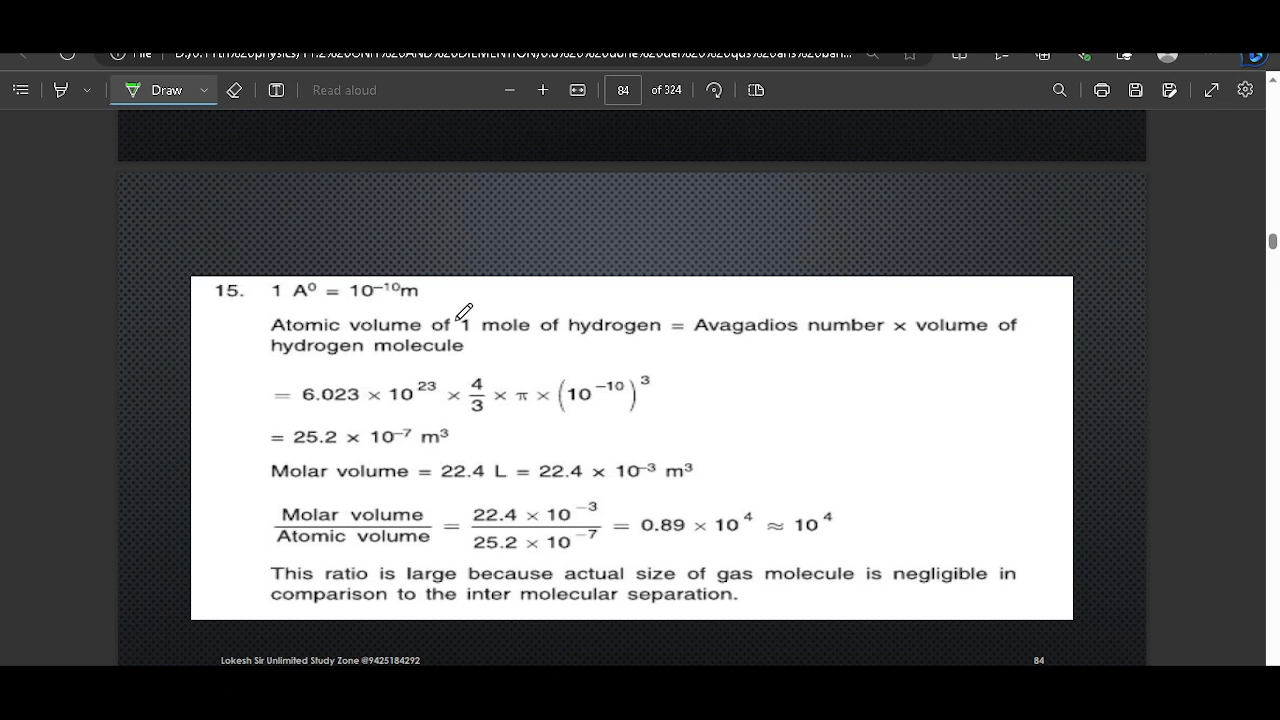 Draw
Read aloud
84
of 324
15. 1 A⁰ = 10⁻¹⁰m
Atomic volume of 1 mole of hydrogen = Avagadios number × volume of
hydrogen molecule
= 6.023 × 10²³ × 4/3 × π × (10⁻¹⁰)³
= 25.2 × 10⁻⁷ m³
Molar volume = 22.4 L = 22.4 × 10⁻³ m³
Molar volume / Atomic volume = 22.4 × 10⁻³ / 25.2 × 10⁻⁷ = 0.89 × 10⁴ ≈ 10⁴
This ratio is large because actual size of gas molecule is negligible in
comparison to the inter molecular separation.
Lokesh Sir Unlimited Study Zone @9425184292
84